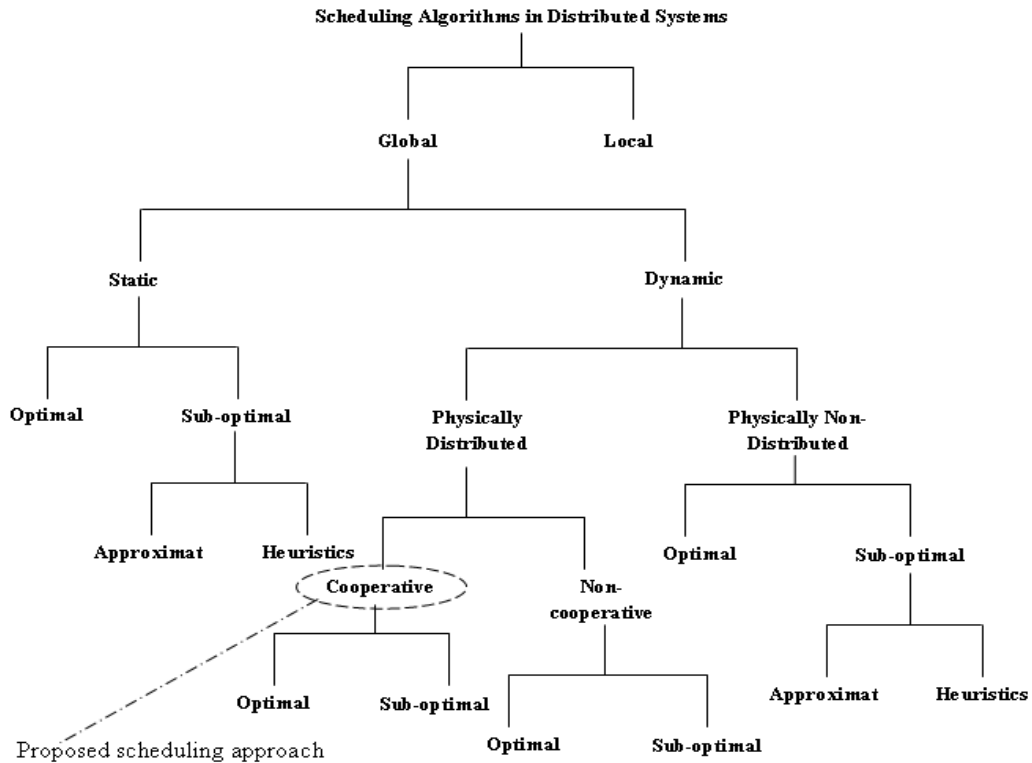 Scheduling Algorithms in Distributed Systems
Global
Local
Static
Dynamic
Optimal
Sub-optimal
Physically
Distributed
Physically Non-
Distributed
Approximat
Heuristics
Optimal
Sub-optimal
Cooperative
Non-
cooperative
Optimal
Sub-optimal
Approximat
Heuristics
Optimal
Sub-optimal
Proposed scheduling approach